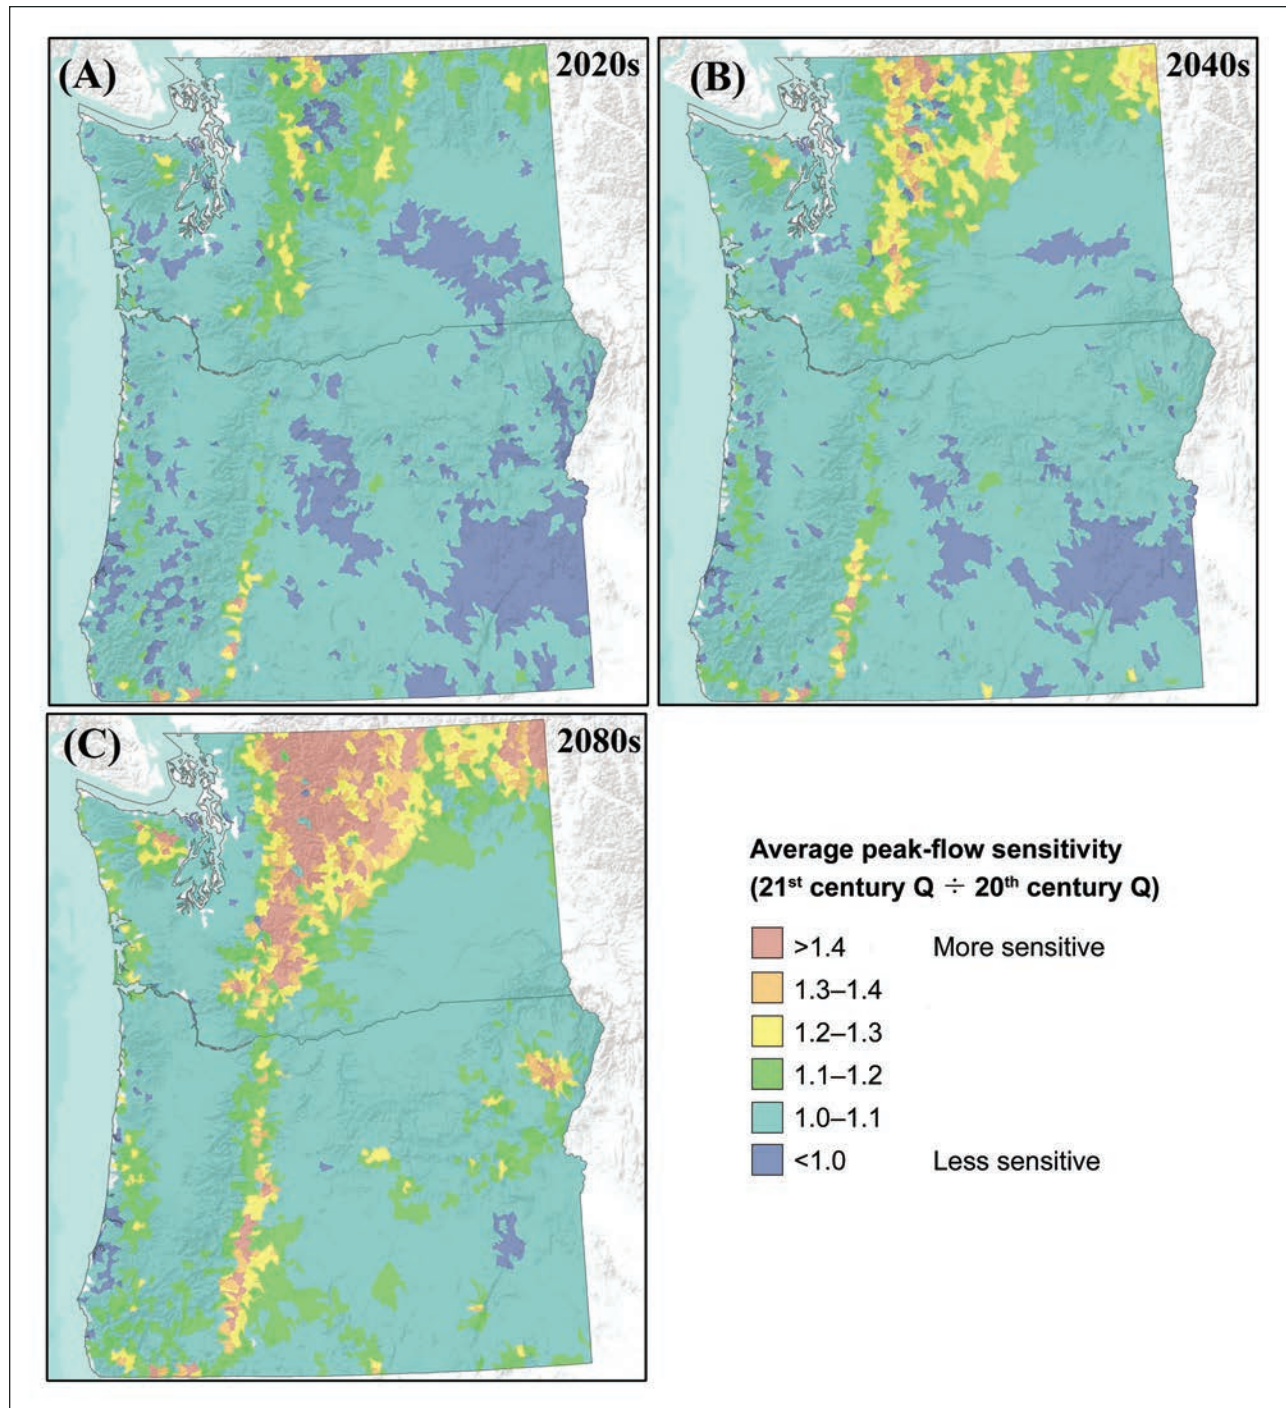 (A)
2020s
(B)
2040s
(C)
2080s
Average peak-flow sensitivity
(21st century Q ÷ 20th century Q)
>1.4 More sensitive
1.3–1.4
1.2–1.3
1.1–1.2
1.0–1.1
<1.0 Less sensitive